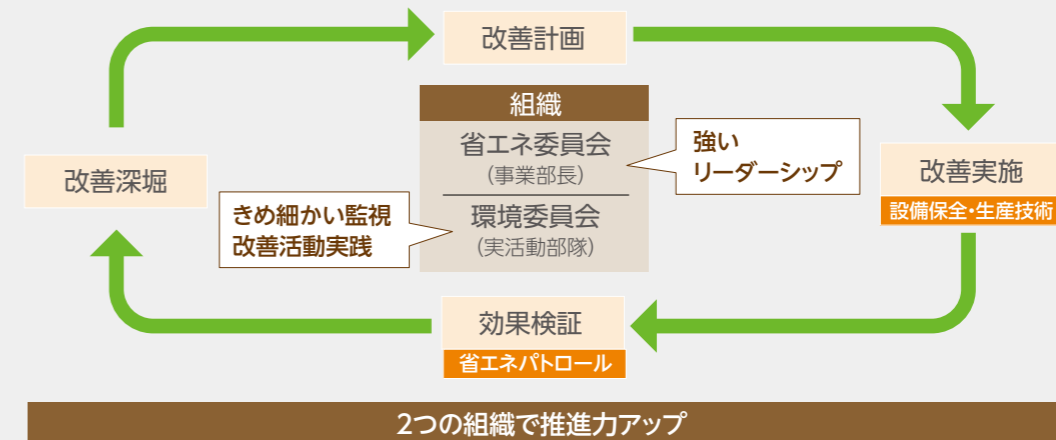 改善計画
組織
省エネ委員会
(事業部長)
環境委員会
(実活動部隊)
強い
リーダーシップ
きめ細かい監視
改善活動実践
改善深堀
改善実施
設備保全・生産技術
効果検証
省エネパトロール
2つの組織で推進力アップ